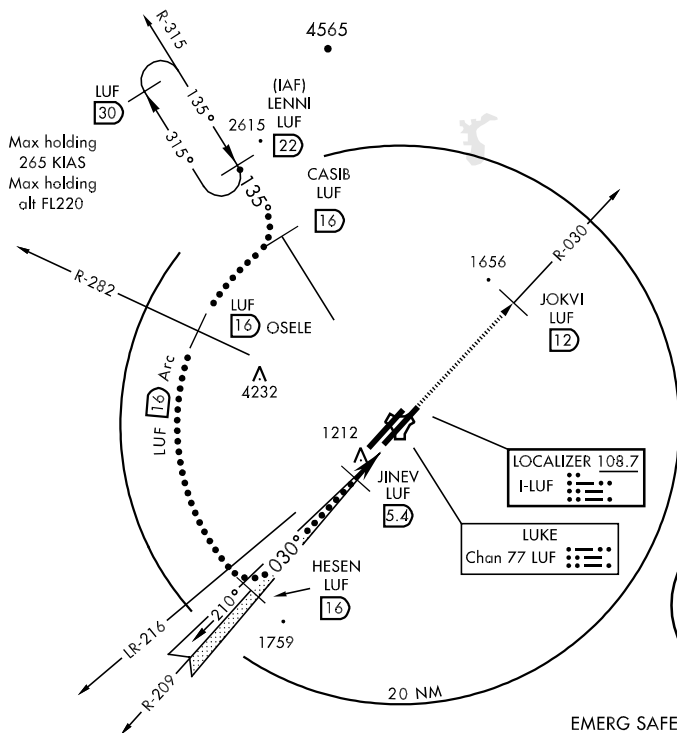 R-315
4565
(IAF)
LENNI
LUF
22
LUF
30
135°
315°
2615
Max holding
265 KIAS
Max holding
alt FL220
135°
CASIB
LUF
16
R-282
R-030
1656
JOKVI
LUF
12
LUF
16 OSELE
LUF 16 Arc
4232
1212
JINEV
LUF
5.4
LOCALIZER 108.7
I-LUF
LUKE
Chan 77 LUF
030°
HESEN
LUF
16
210°
LR-216
1759
R-209
20 NM
EMERG SAFE